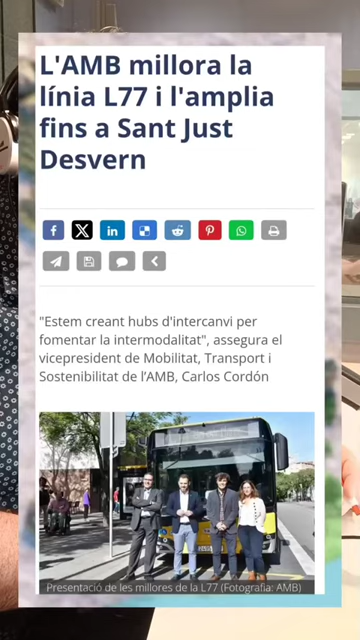 L'AMB millora la
línia L77 i l'amplia
fins a Sant Just
Desvern
"Estem creant hubs d'intercanvi per
fomentar la intermodalitat", assegura el
vicepresident de Mobilitat, Transport i
Sostenibilitat de l'AMB, Carlos Cordón
Presentació de les millores de la L77 (Fotografia: AMB)